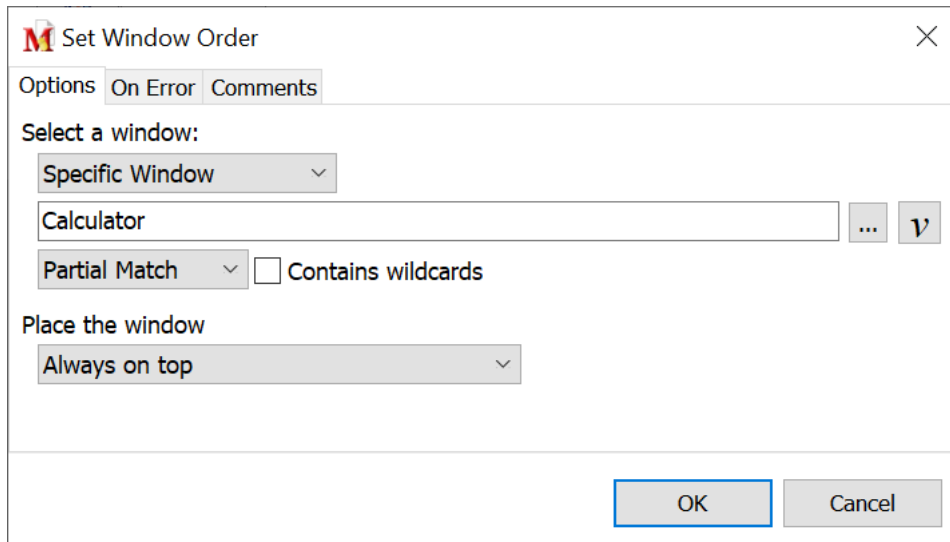 Set Window Order
Options On Error Comments
Select a window:
Specific Window
Calculator ... v
Partial Match Contains wildcards
Place the window
Always on top
OK Cancel